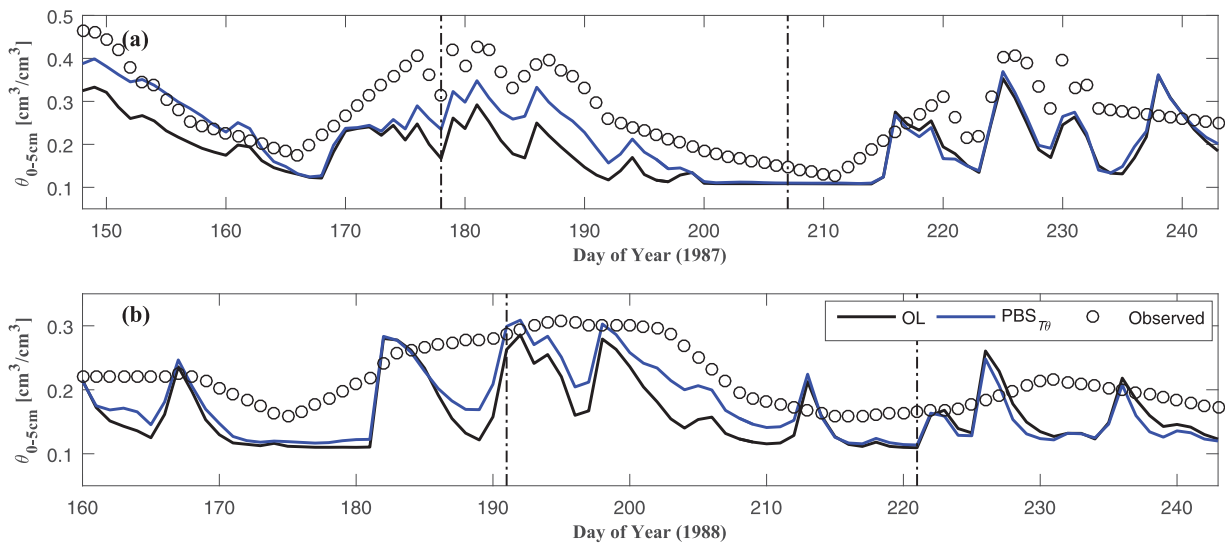 0.5
0.4
0.3
0.2
0.1
θ0-5cm [cm3/cm3]
(a)
150 160 170 180 190 200 210 220 230 240
Day of Year (1987)
0.3
0.2
0.1
θ0-5cm [cm3/cm3]
(b)
OL PBSTθ Observed
160 170 180 190 200 210 220 230 240
Day of Year (1988)